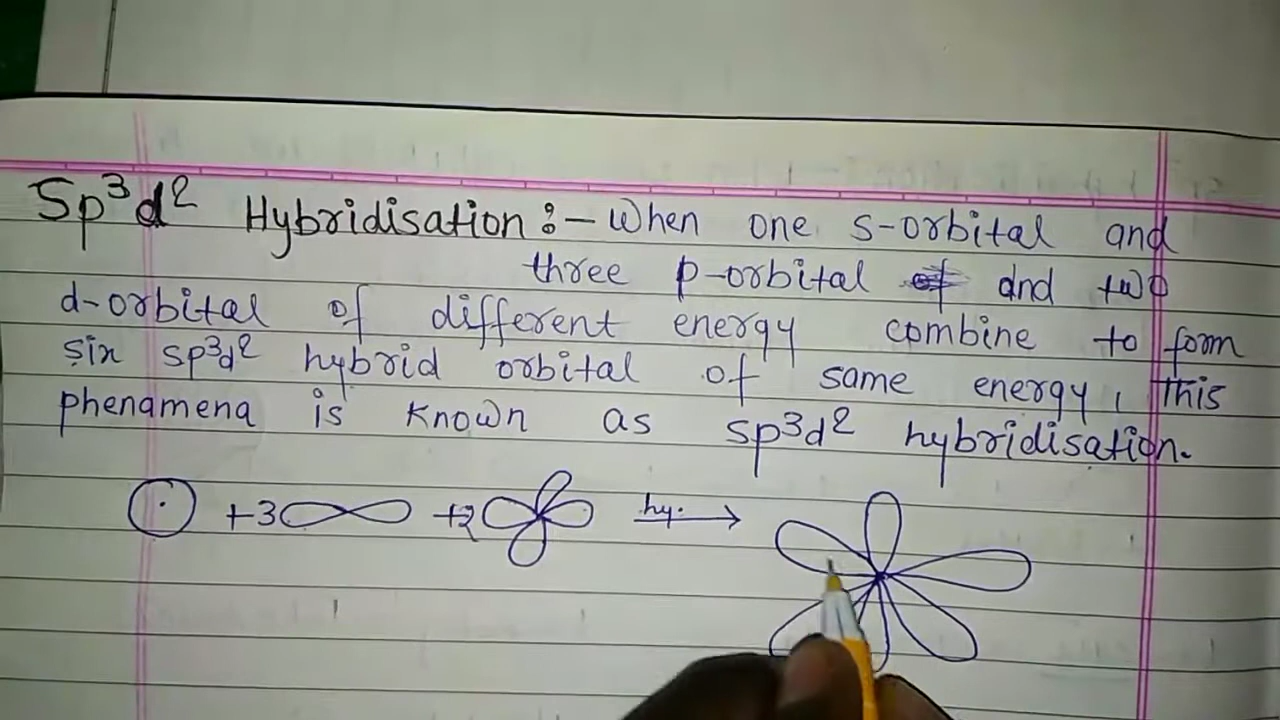 Sp³d² Hybridisation :- When one s-orbital and
three p-orbital and two
d-orbital of different energy combine to form
six sp³d² hybrid orbital of same energy, This
phenamena is known as sp³d² hybridisation.
+3 +2 hy.